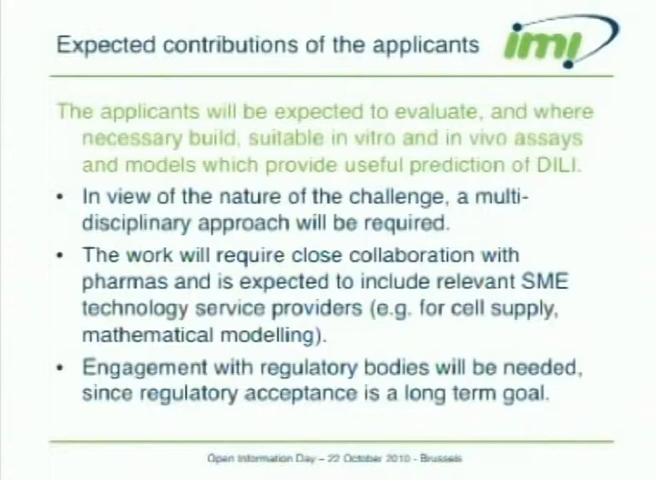 Expected contributions of the applicants
imi
The applicants will be expected to evaluate, and where
necessary build, suitable in vitro and in vivo assays
and models which provide useful prediction of DILI.
• In view of the nature of the challenge, a multi-
disciplinary approach will be required.
• The work will require close collaboration with
pharmas and is expected to include relevant SME
technology service providers (e.g. for cell supply,
mathematical modelling).
• Engagement with regulatory bodies will be needed,
since regulatory acceptance is a long term goal.
Open Information Day – 22 October 2010 - Brussels